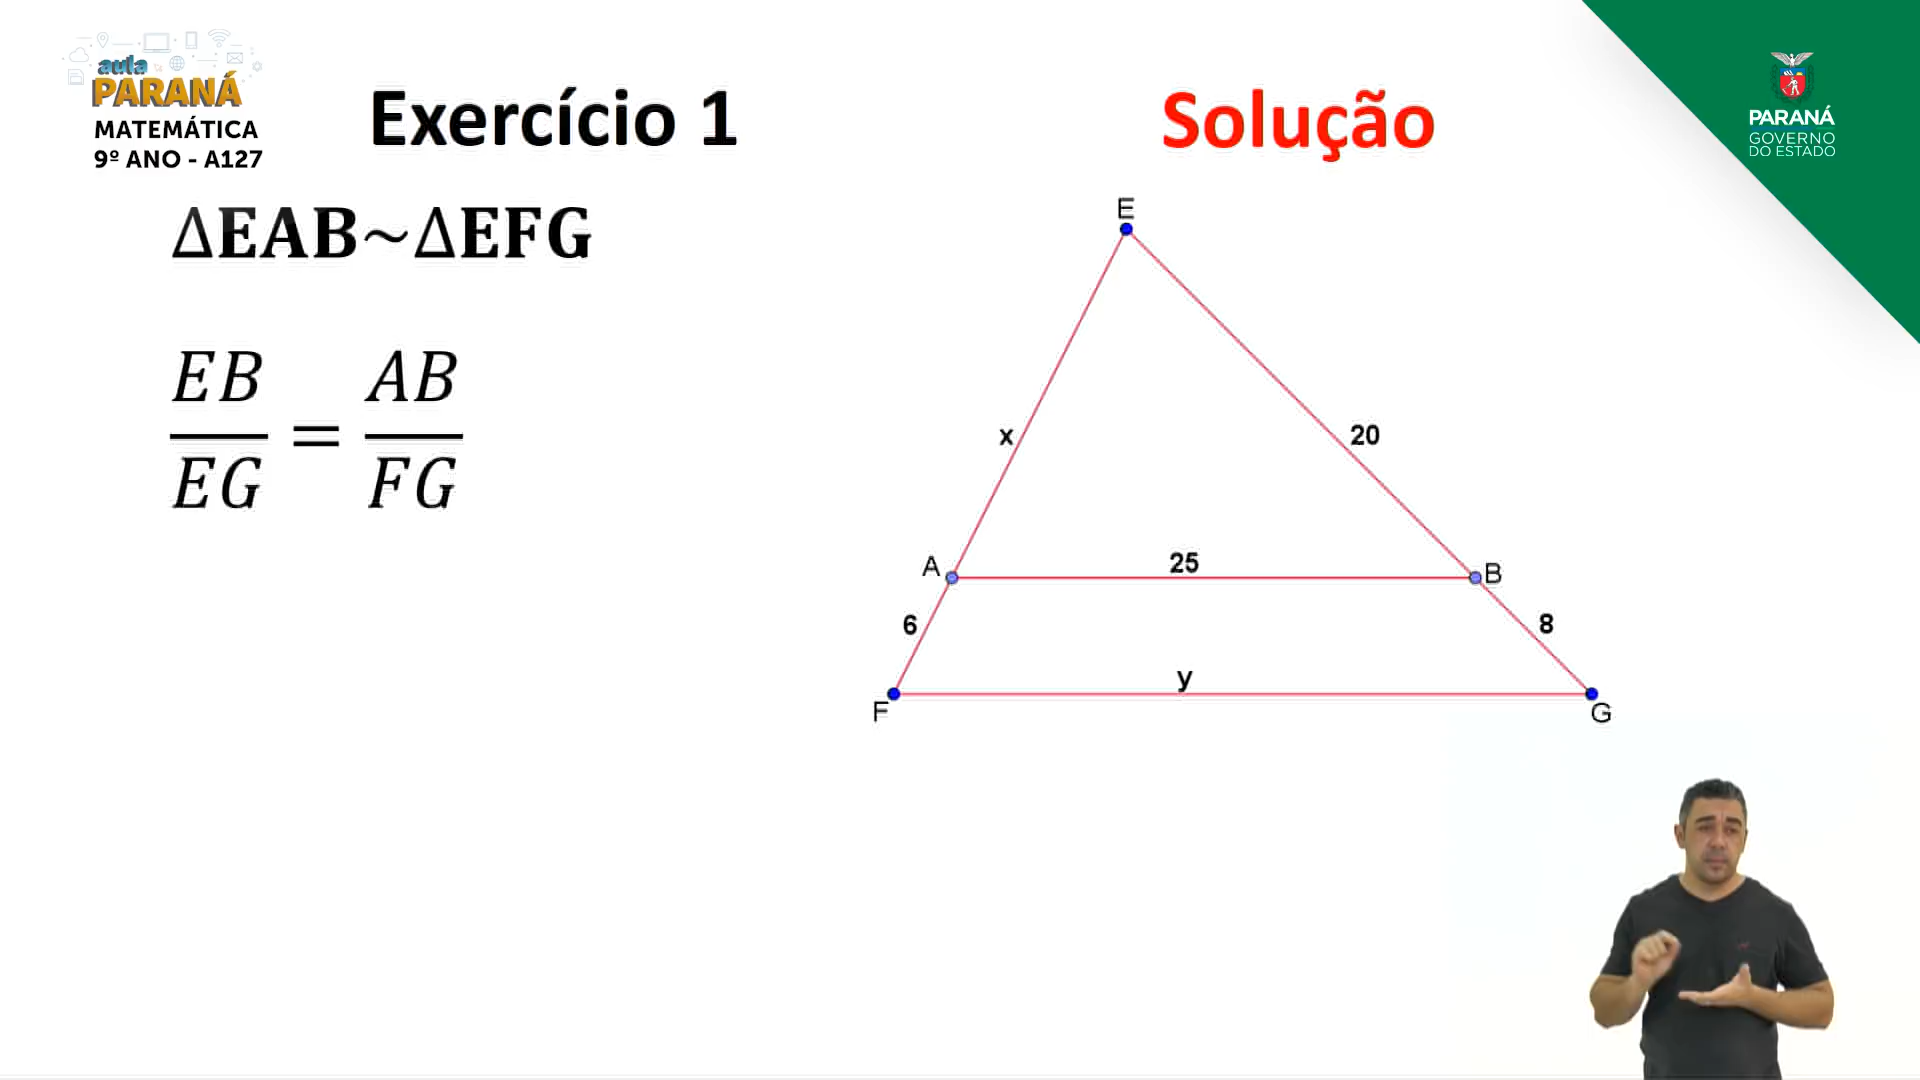 aula
PARANÁ
MATEMÁTICA
9º ANO - A127
Exercício 1
Solução
PARANÁ
GOVERNO
DO ESTADO
ΔEAB~ΔEFG
EB/EG = AB/FG
E
x
20
A
25
B
6
8
y
F
G